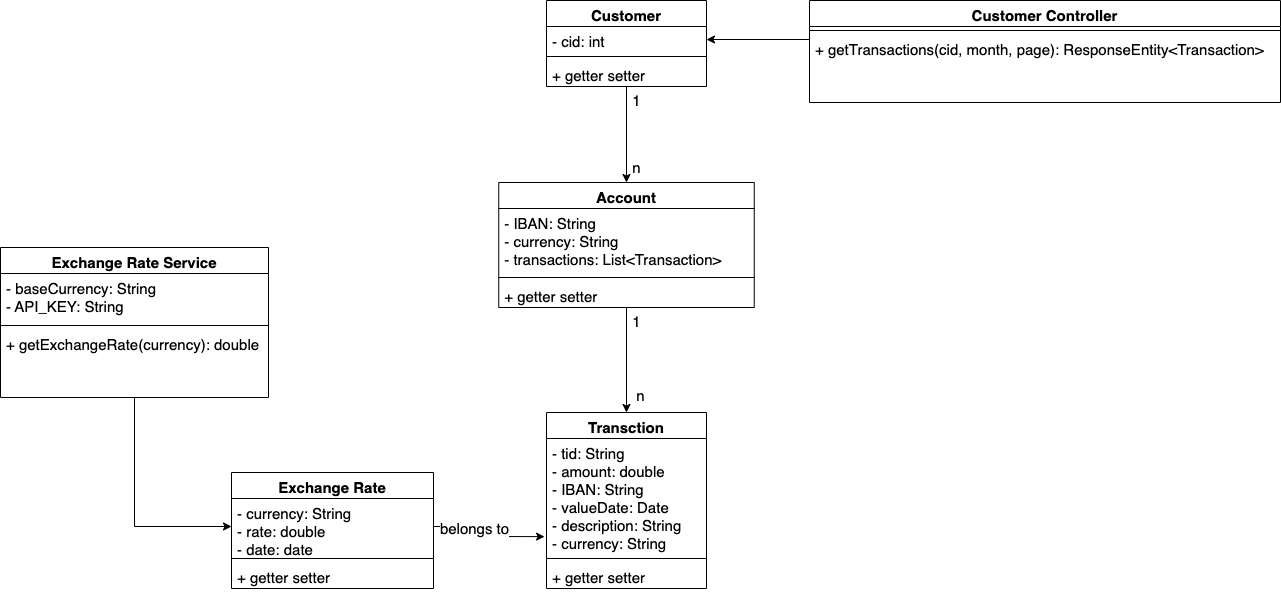 Customer
- cid: int
+ getter setter
Customer Controller
+ getTransactions(cid, month, page): ResponseEntity<Transaction>
1
n
Account
- IBAN: String
- currency: String
- transactions: List<Transaction>
+ getter setter
Exchange Rate Service
- baseCurrency: String
- API_KEY: String
+ getExchangeRate(currency): double
1
n
Transction
- tid: String
- amount: double
- IBAN: String
- valueDate: Date
- description: String
- currency: String
+ getter setter
Exchange Rate
- currency: String
- rate: double
- date: date
+ getter setter
belongs to